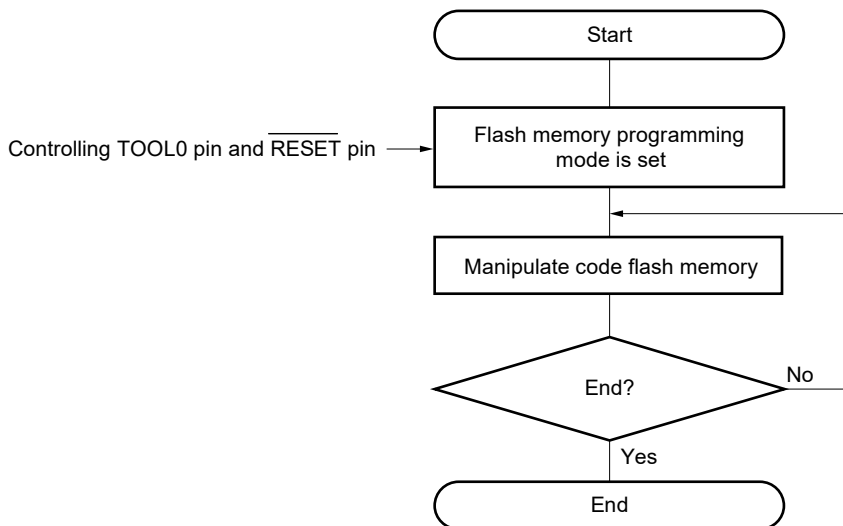 Start
Controlling TOOL0 pin and RESET pin
Flash memory programming
mode is set
Manipulate code flash memory
End?
No
Yes
End